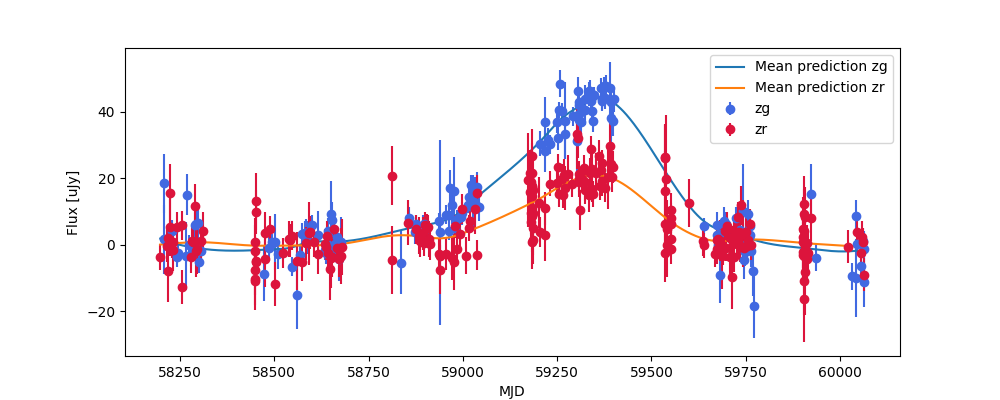 Mean prediction zg
Mean prediction zr
zg
zr
Flux [uJy]
40
20
0
−20
58250 58500 58750 59000 59250 59500 59750 60000
MJD